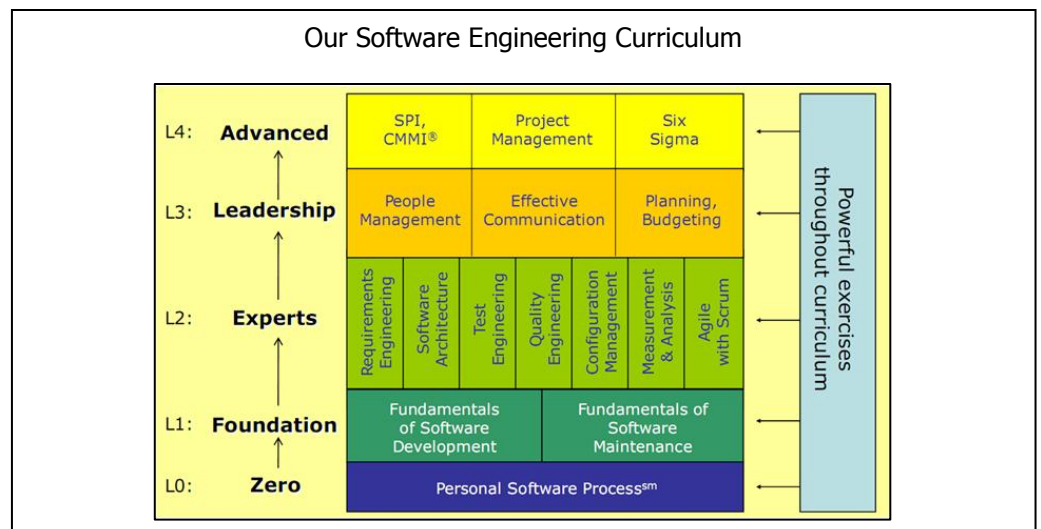 Our Software Engineering Curriculum
L4:
Advanced
SPI,
CMMI®
Project
Management
Six
Sigma
L3:
Leadership
People
Management
Effective
Communication
Planning,
Budgeting
L2:
Experts
Requirements
Engineering
Software
Architecture
Test
Engineering
Quality
Engineering
Configuration
Management
Measurement
& Analysis
Agile
with Scrum
L1:
Foundation
Fundamentals
of Software
Development
Fundamentals of
Software
Maintenance
L0:
Zero
Personal Software Process℠
Powerful exercises
throughout curriculum